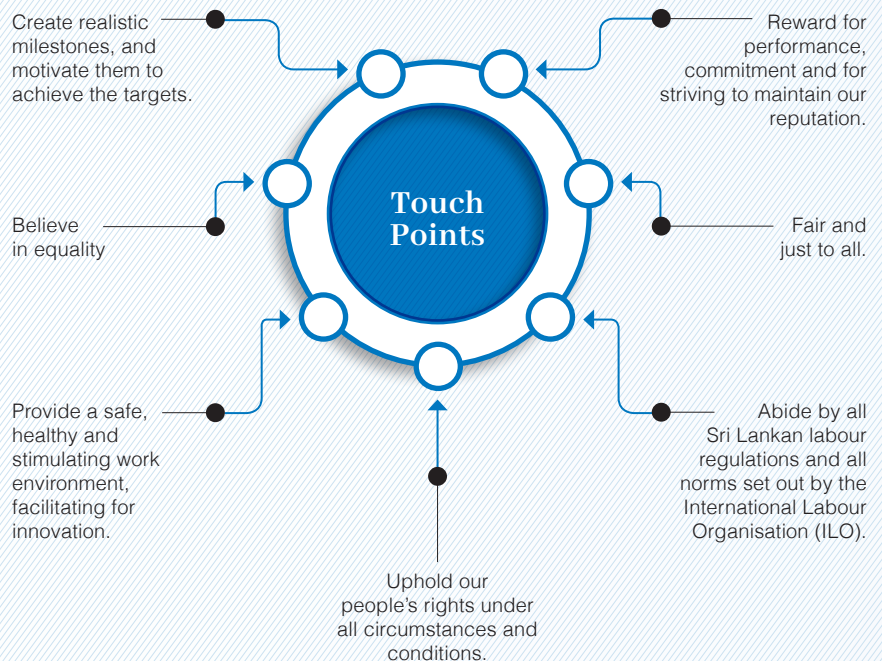 Create realistic
milestones, and
motivate them to
achieve the targets.
Reward for
performance,
commitment and for
striving to maintain our
reputation.
Touch
Points
Believe
in equality
Fair and
just to all.
Provide a safe,
healthy and
stimulating work
environment,
facilitating for
innovation.
Abide by all
Sri Lankan labour
regulations and all
norms set out by the
International Labour
Organisation (ILO).
Uphold our
people's rights under
all circumstances and
conditions.